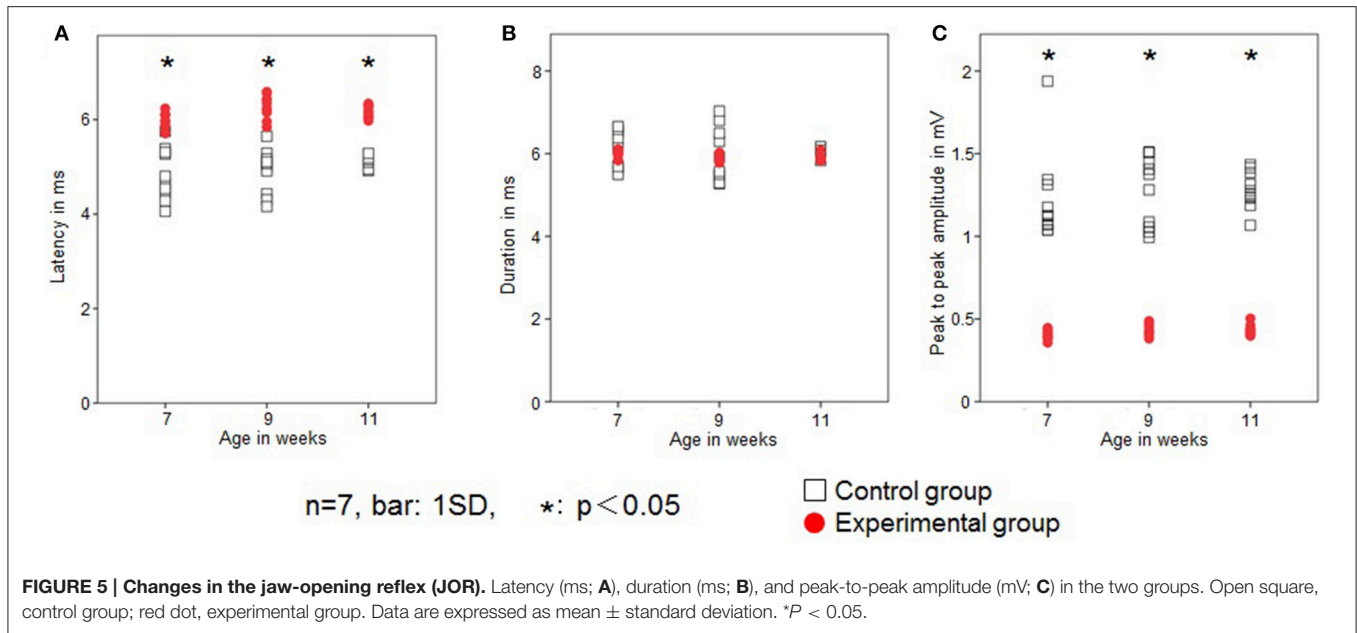 A
*
*
*
6
4
2
0
Latency in ms
7
9
11
Age in weeks
B
8
6
4
2
0
Duration in ms
7
9
11
Age in weeks
C
*
*
*
2
1.5
1
0.5
0
Peak to peak amplitude in mV
7
9
11
Age in weeks
n=7, bar: 1SD, *: p<0.05
Control group
Experimental group
FIGURE 5 | Changes in the jaw-opening reflex (JOR). Latency (ms; A), duration (ms; B), and peak-to-peak amplitude (mV; C) in the two groups. Open square,
control group; red dot, experimental group. Data are expressed as mean ± standard deviation. *P < 0.05.